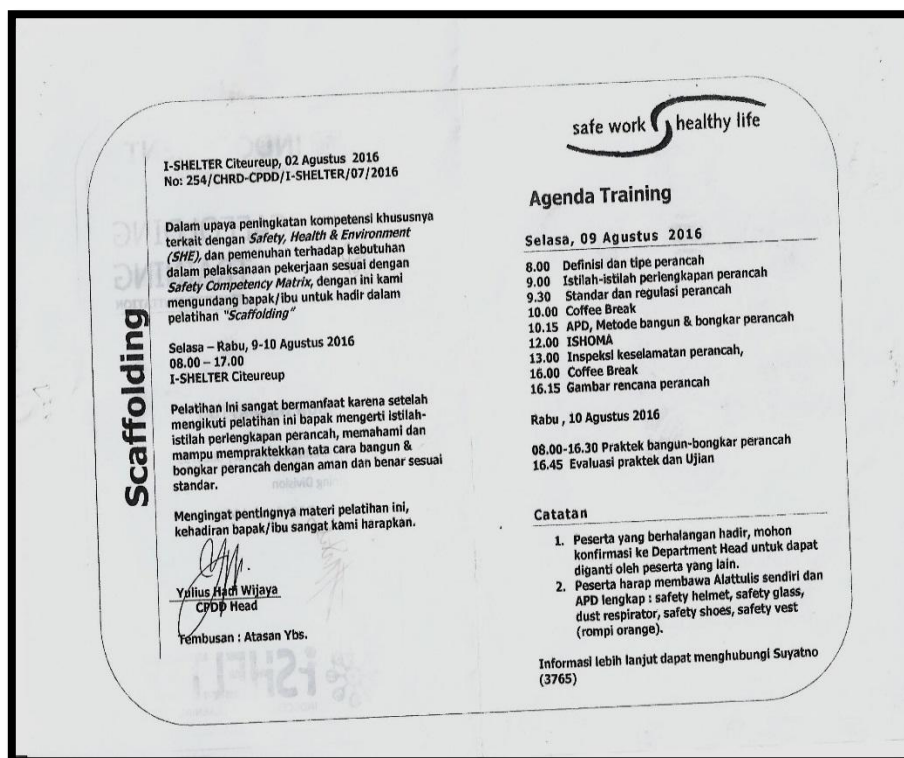 Scaffolding
I-SHELTER Citeureup, 02 Agustus 2016
No: 254/CHRD-CPDD/I-SHELTER/07/2016
Dalam upaya peningkatan kompetensi khususnya
terkait dengan Safety, Health & Environment
(SHE), dan pemenuhan terhadap kebutuhan
dalam pelaksanaan pekerjaan sesuai dengan
Safety Competency Matrix, dengan ini kami
mengundang bapak/ibu untuk hadir dalam
pelatihan "Scaffolding"
Selasa – Rabu, 9-10 Agustus 2016
08.00 – 17.00
I-SHELTER Citeureup
Pelatihan ini sangat bermanfaat karena setelah
mengikuti pelatihan ini bapak mengerti istilah-
istilah perlengkapan perancah, memahami dan
mampu mempraktekkan tata cara bangun &
bongkar perancah dengan aman dan benar sesuai
standar.
Mengingat pentingnya materi pelatihan ini,
kehadiran bapak/ibu sangat kami harapkan.
Yulius Hadi Wijaya
CPDD Head
Tembusan : Atasan Ybs.
safe work healthy life
Agenda Training
Selasa, 09 Agustus 2016
8.00 Definisi dan tipe perancah
9.00 Istilah-istilah perlengkapan perancah
9.30 Standar dan regulasi perancah
10.00 Coffee Break
10.15 APD, Metode bangun & bongkar perancah
12.00 ISHOMA
13.00 Inspeksi keselamatan perancah,
16.00 Coffee Break
16.15 Gambar rencana perancah
Rabu , 10 Agustus 2016
08.00-16.30 Praktek bangun-bongkar perancah
16.45 Evaluasi praktek dan Ujian
Catatan
1. Peserta yang berhalangan hadir, mohon
konfirmasi ke Department Head untuk dapat
diganti oleh peserta yang lain.
2. Peserta harap membawa Alattulis sendiri dan
APD lengkap : safety helmet, safety glass,
dust respirator, safety shoes, safety vest
(rompi orange).
Informasi lebih lanjut dapat menghubungi Suyatno
(3765)